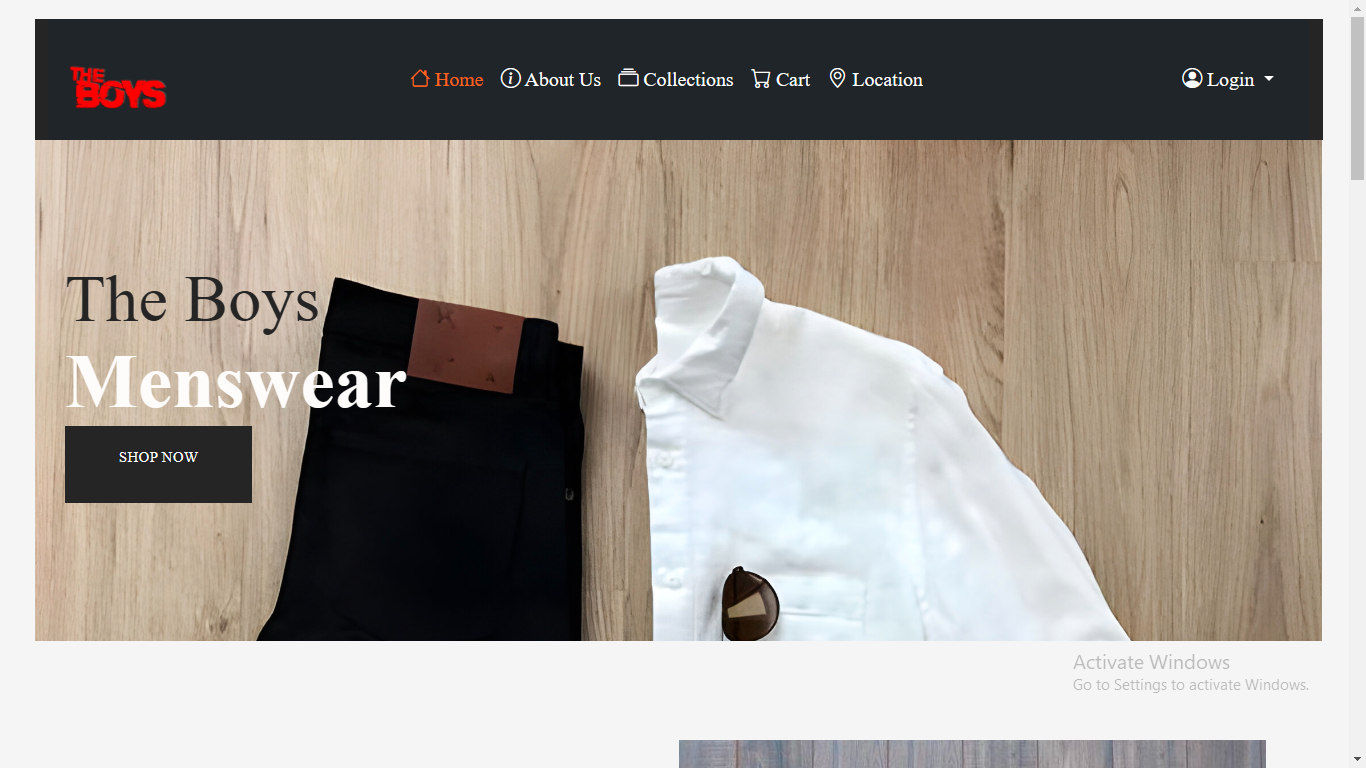 THE
BOYS
Home About Us Collections Cart Location Login
The Boys
Menswear
SHOP NOW
Activate Windows
Go to Settings to activate Windows.